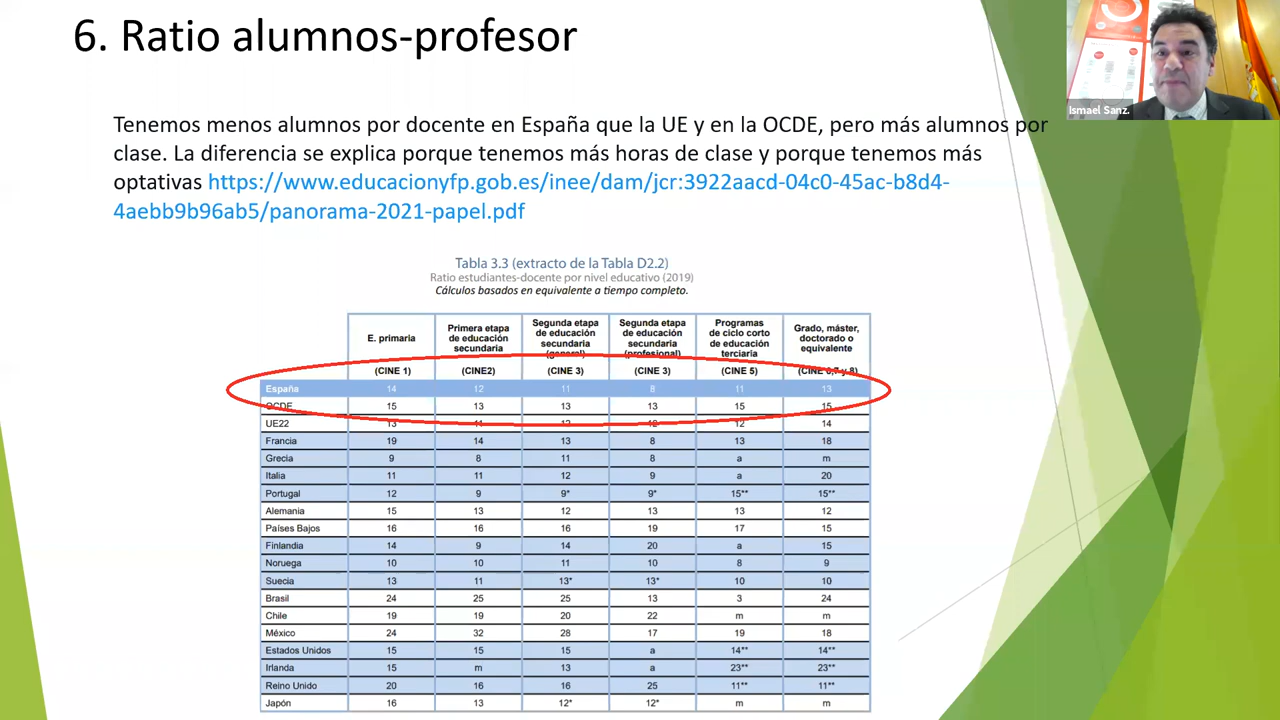 6. Ratio alumnos-profesor
Ismael Sanz.
Tenemos menos alumnos por docente en España que la UE y en la OCDE, pero más alumnos por
clase. La diferencia se explica porque tenemos más horas de clase y porque tenemos más
optativas https://www.educacionyfp.gob.es/inee/dam/jcr:3922aacd-04c0-45ac-b8d4-
4aebb9b96ab5/panorama-2021-papel.pdf
Tabla 3.3 (extracto de la Tabla D2.2)
Ratio estudiantes-docente por nivel educativo (2019)
Cálculos basados en equivalente a tiempo completo.
E. primaria (CINE 1)
Primera etapa de educación secundaria (CINE2)
Segunda etapa de educación secundaria (general) (CINE 3)
Segunda etapa de educación secundaria (profesional) (CINE 3)
Programas de ciclo corto de educación terciaria (CINE 5)
Grado, máster, doctorado o equivalente (CINE 6,7 y 8)
España 14 12 11 8 11 13
OCDE 15 13 13 13 15 15
UE22 13 11 12 12 12 14
Francia 19 14 13 8 13 18
Grecia 9 8 11 8 a m
Italia 11 11 12 9 a 20
Portugal 12 9 9* 9* 15** 15**
Alemania 15 13 12 13 13 12
Países Bajos 16 16 16 19 17 15
Finlandia 14 9 14 20 a 15
Noruega 10 10 11 10 8 9
Suecia 13 11 13* 13* 10 10
Brasil 24 25 25 13 3 24
Chile 19 19 20 22 m m
México 24 32 28 17 19 18
Estados Unidos 15 15 15 a 14** 14**
Irlanda 15 m 13 a 23** 23**
Reino Unido 20 16 16 25 11** 11**
Japón 16 13 12* 12* m m